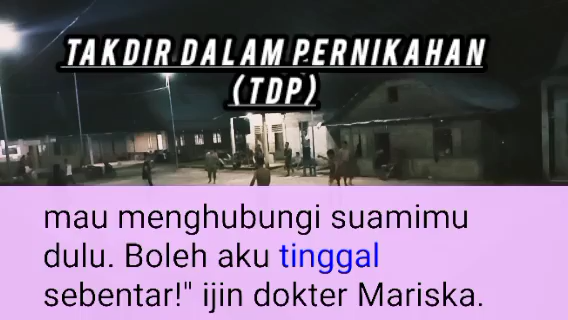 TAKDIR DALAM PERNIKAHAN
(TDP)
mau menghubungi suamimu
dulu. Boleh aku tinggal
sebentar!" ijin dokter Mariska.